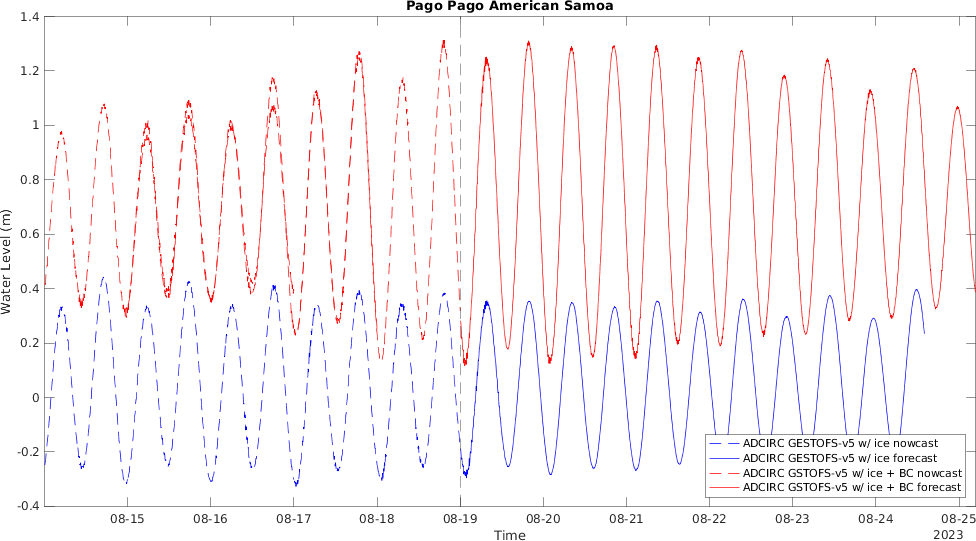 Pago Pago American Samoa
1.4
1.2
1
0.8
0.6
0.4
0.2
0
-0.2
-0.4
Water Level (m)
ADCIRC GESTOFS-v5 w/ ice nowcast
ADCIRC GESTOFS-v5 w/ ice forecast
ADCIRC GSTOFS-v5 w/ ice + BC nowcast
ADCIRC GSTOFS-v5 w/ ice + BC forecast
08-15 08-16 08-17 08-18 08-19 08-20 08-21 08-22 08-23 08-24 08-25
Time
2023